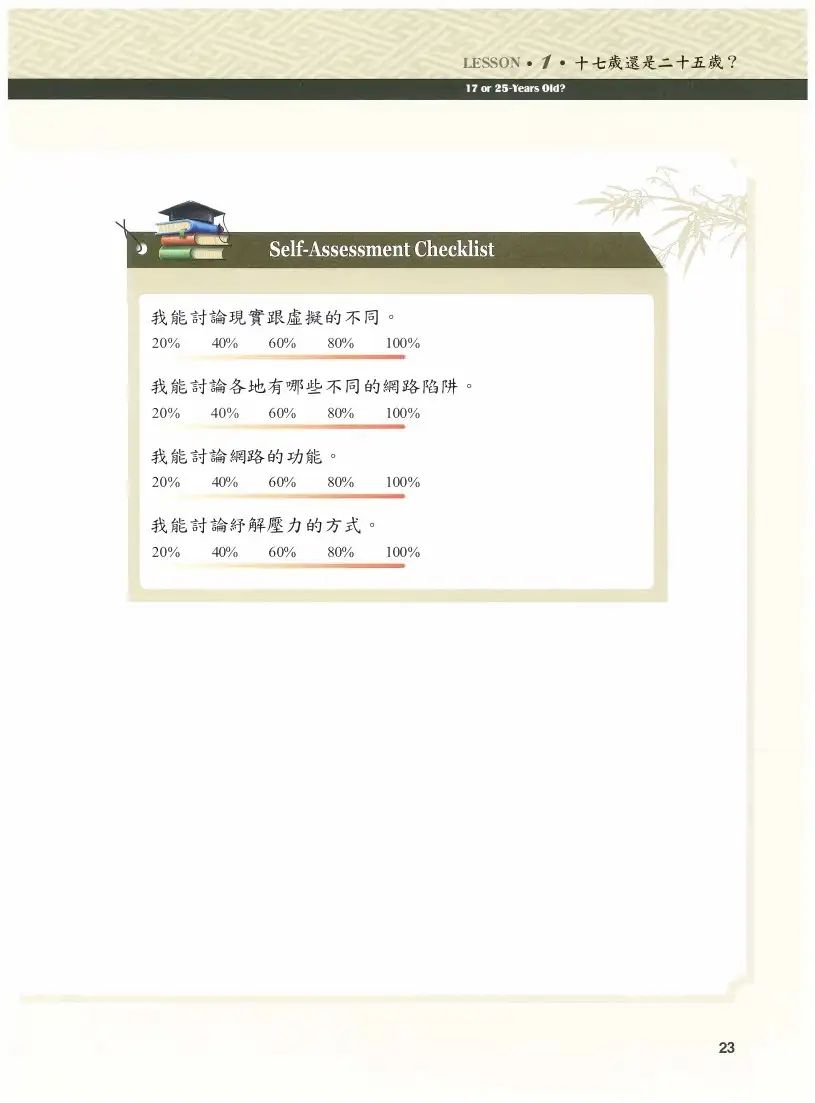 LESSON • 1 • 十七歲還是二十五歲？
17 or 25-Years Old?
Self-Assessment Checklist
我能討論現實跟虛擬的不同。
20% 40% 60% 80% 100%
我能討論各地有哪些不同的網路陷阱。
20% 40% 60% 80% 100%
我能討論網路的功能。
20% 40% 60% 80% 100%
我能討論紓解壓力的方式。
20% 40% 60% 80% 100%
23